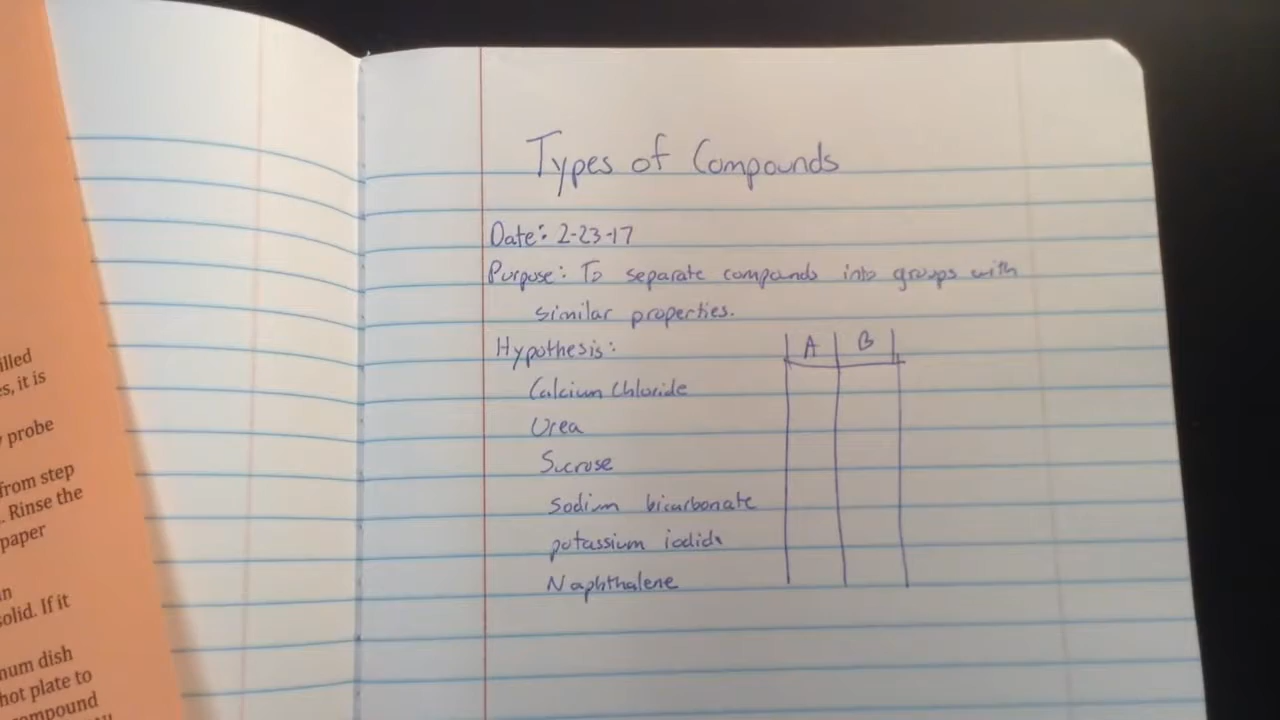 Types of Compounds
Date: 2-23-17
Purpose: To separate compounds into groups with
similar properties.
Hypothesis:
A B
Calcium Chloride
Urea
Sucrose
sodium bicarbonate
potassium iodide
Naphthalene
illed
es, it is
probe
from step
. Rinse the
paper
n
solid. If it
num dish
hot plate to
compound